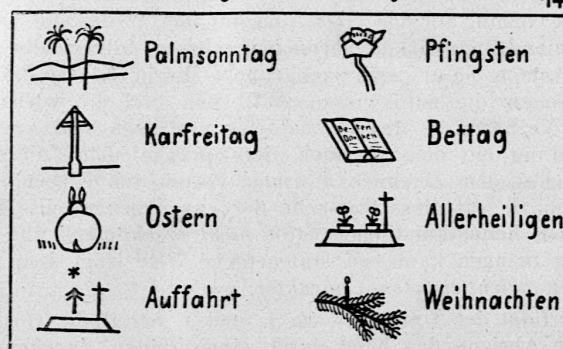 Palmsonntag
Pfingsten
Karfreitag
Bettag
Ostern
Allerheiligen
Auffahrt
Weihnachten